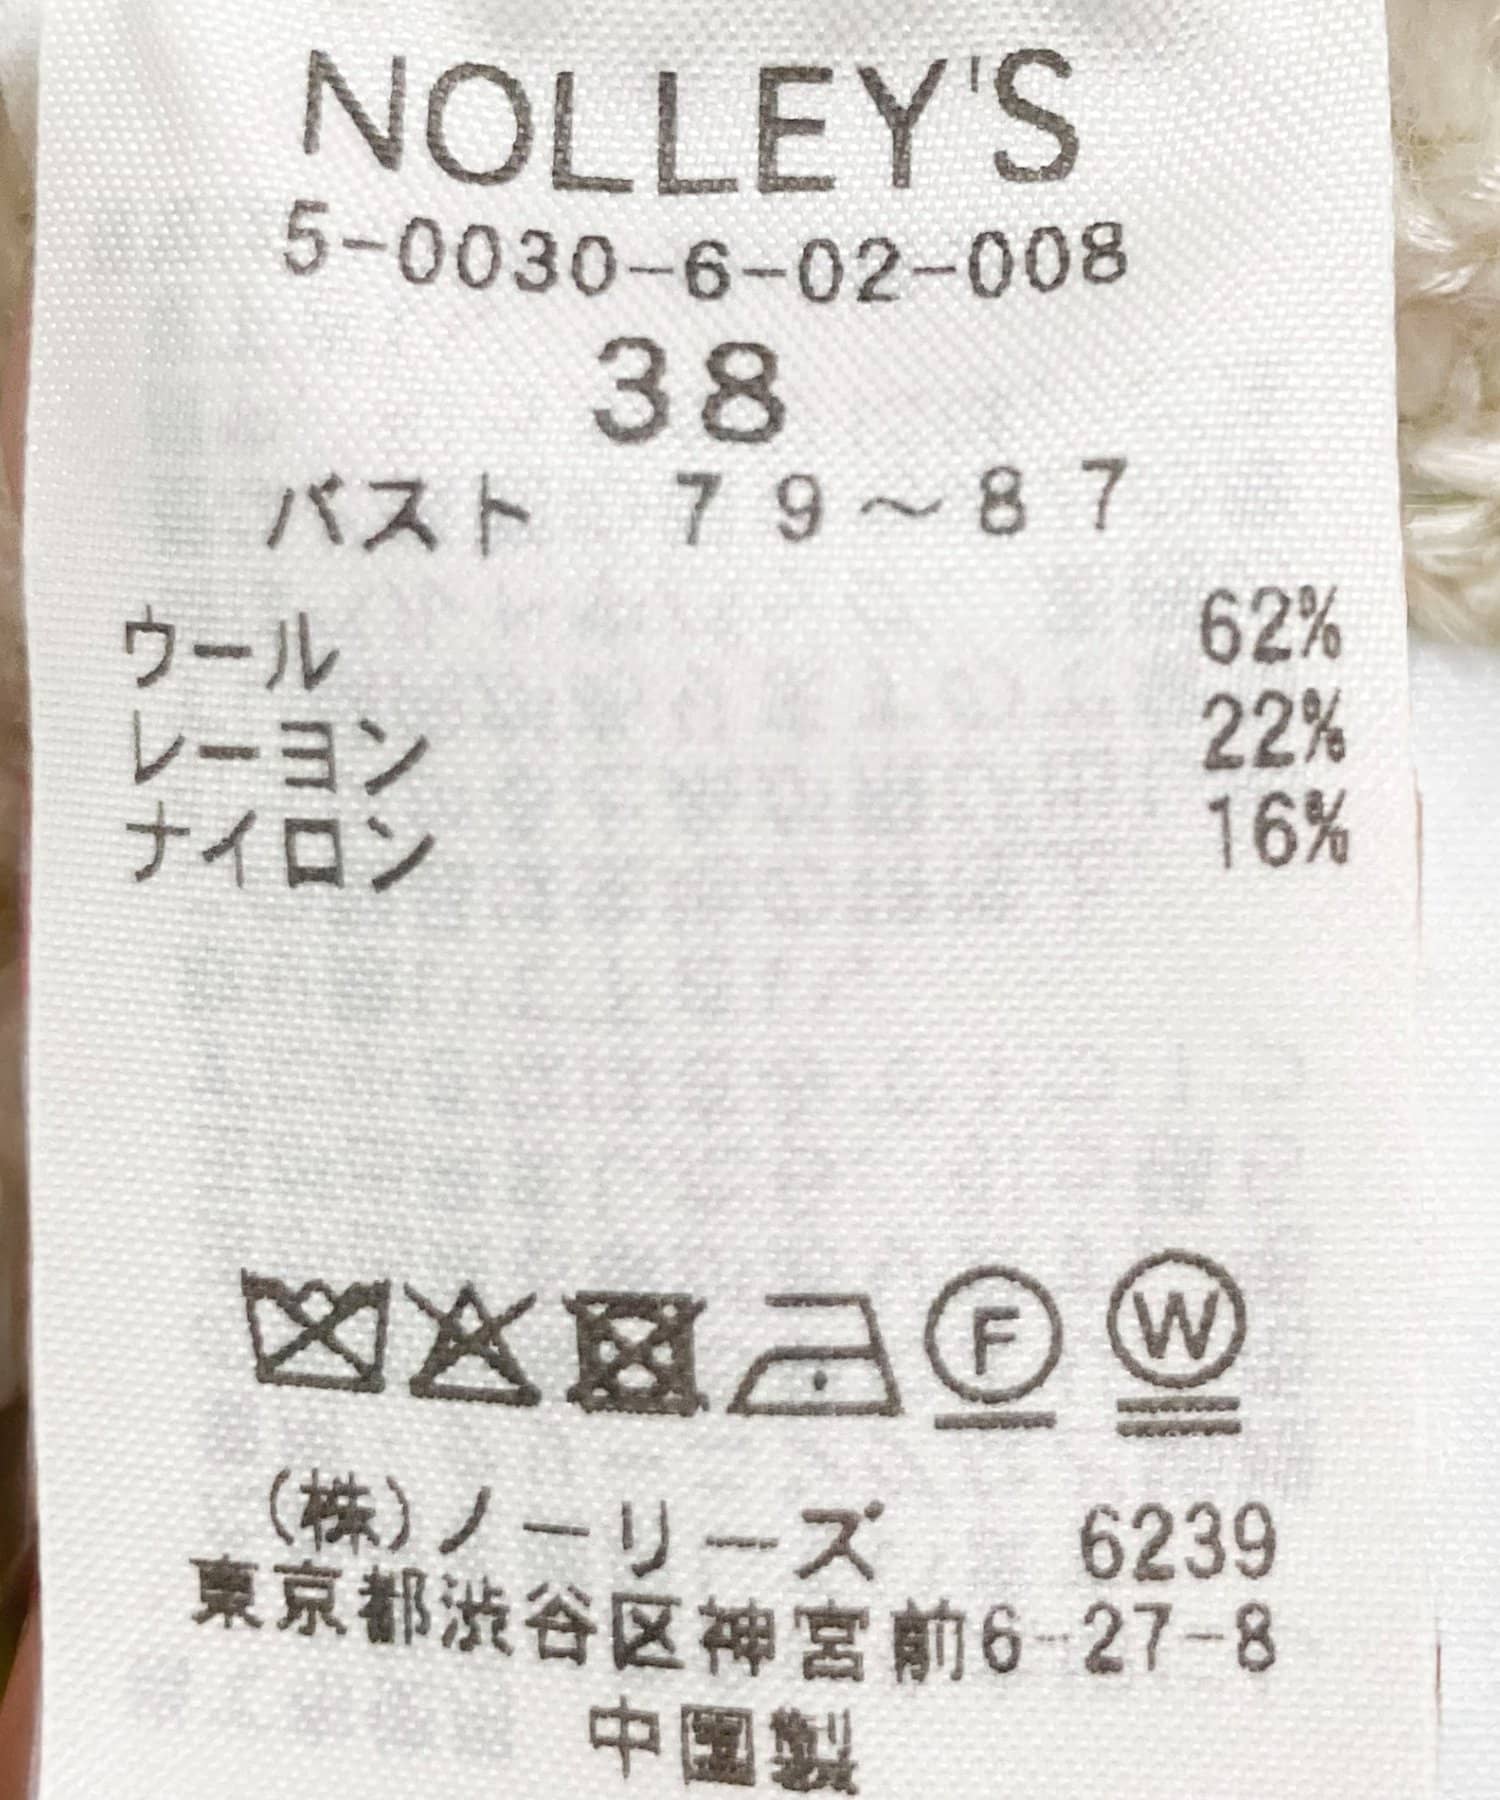 NOLLEY'S
5-0030-6-02-008
38
バスト　79〜87
ウール 62%
レーヨン 22%
ナイロン 16%
F W
(株)ノーリーズ 6239
東京都渋谷区神宮前6-27-8
中国製